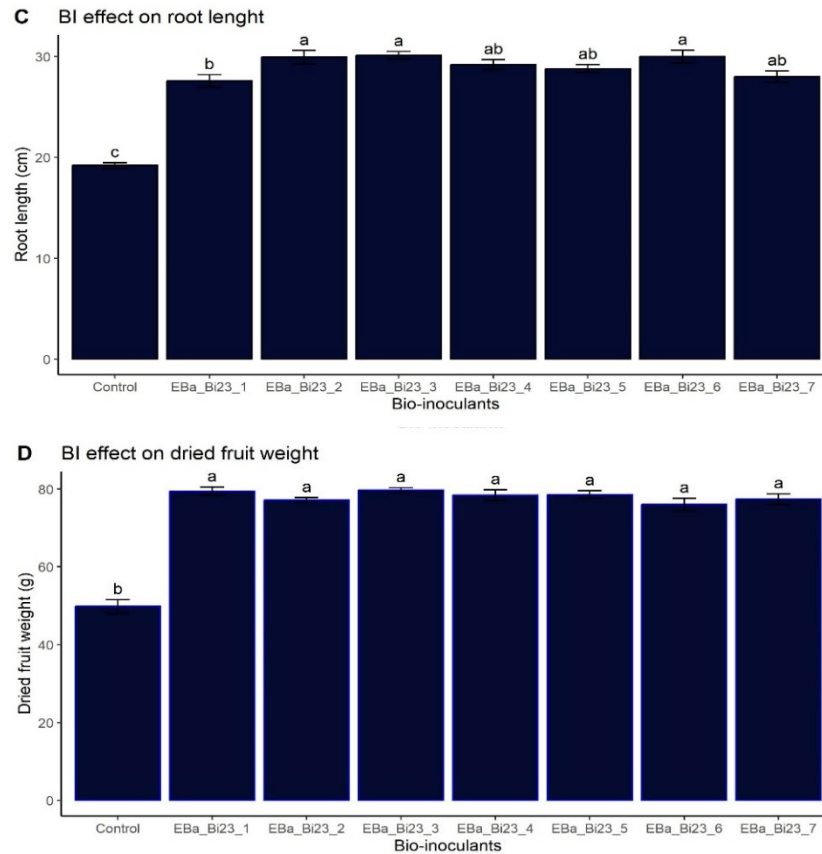 C BI effect on root lenght
c
b
a
a
ab
ab
a
ab
30
20
10
0
Root length (cm)
Control EBa_Bi23_1 EBa_Bi23_2 EBa_Bi23_3 EBa_Bi23_4 EBa_Bi23_5 EBa_Bi23_6 EBa_Bi23_7
Bio-inoculants
D BI effect on dried fruit weight
b
a
a
a
a
a
a
a
80
60
40
20
0
Dried fruit weight (g)
Control EBa_Bi23_1 EBa_Bi23_2 EBa_Bi23_3 EBa_Bi23_4 EBa_Bi23_5 EBa_Bi23_6 EBa_Bi23_7
Bio-inoculants